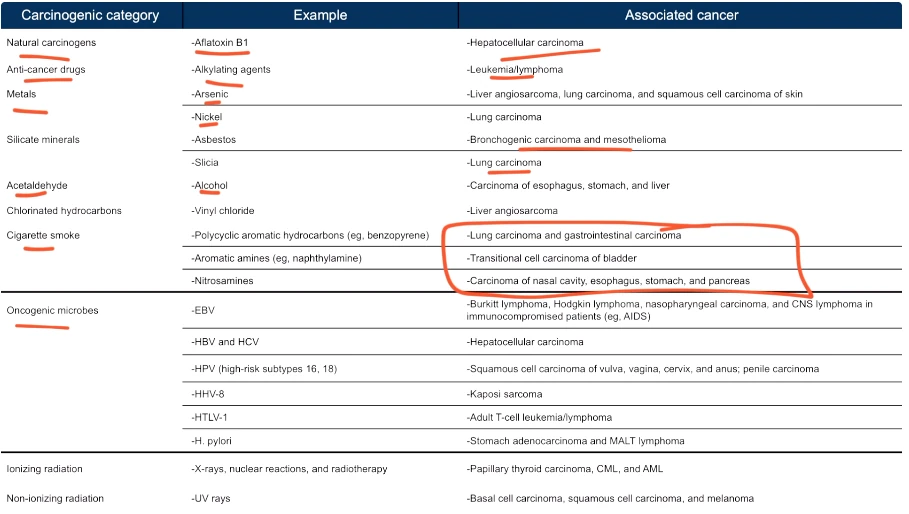 Carcinogenic category Example Associated cancer
Natural carcinogens -Aflatoxin B1 -Hepatocellular carcinoma
Anti-cancer drugs -Alkylating agents -Leukemia/lymphoma
Metals -Arsenic -Liver angiosarcoma, lung carcinoma, and squamous cell carcinoma of skin
-Nickel -Lung carcinoma
Silicate minerals -Asbestos -Bronchogenic carcinoma and mesothelioma
-Slicia -Lung carcinoma
Acetaldehyde -Alcohol -Carcinoma of esophagus, stomach, and liver
Chlorinated hydrocarbons -Vinyl chloride -Liver angiosarcoma
Cigarette smoke -Polycyclic aromatic hydrocarbons (eg, benzopyrene) -Lung carcinoma and gastrointestinal carcinoma
-Aromatic amines (eg, naphthylamine) -Transitional cell carcinoma of bladder
-Nitrosamines -Carcinoma of nasal cavity, esophagus, stomach, and pancreas
Oncogenic microbes -EBV -Burkitt lymphoma, Hodgkin lymphoma, nasopharyngeal carcinoma, and CNS lymphoma in
immunocompromised patients (eg, AIDS)
-HBV and HCV -Hepatocellular carcinoma
-HPV (high-risk subtypes 16, 18) -Squamous cell carcinoma of vulva, vagina, cervix, and anus; penile carcinoma
-HHV-8 -Kaposi sarcoma
-HTLV-1 -Adult T-cell leukemia/lymphoma
-H. pylori -Stomach adenocarcinoma and MALT lymphoma
Ionizing radiation -X-rays, nuclear reactions, and radiotherapy -Papillary thyroid carcinoma, CML, and AML
Non-ionizing radiation -UV rays -Basal cell carcinoma, squamous cell carcinoma, and melanoma